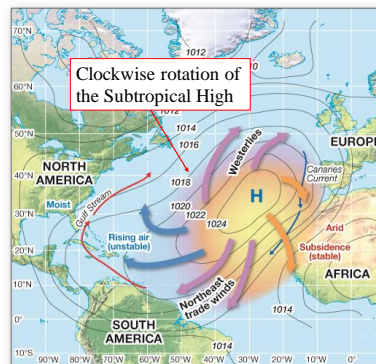 1012
Clockwise rotation of
the Subtropical High
60°N
50°N
40°N
30°N
20°N
10°N
0°
10°S
1012
1014
1016
1018
1020
1022
1024
Westerlies
EUROPE
Canaries
Current
NORTH
AMERICA
Moist
Gulf Stream
H
Rising air
(unstable)
Arid
Subsidence
(stable)
AFRICA
Northeast
trade winds
1014
SOUTH
AMERICA
1014
90°W 80°W 70°W 60°W 50°W 40°W 30°W 20°W 10°W 0°